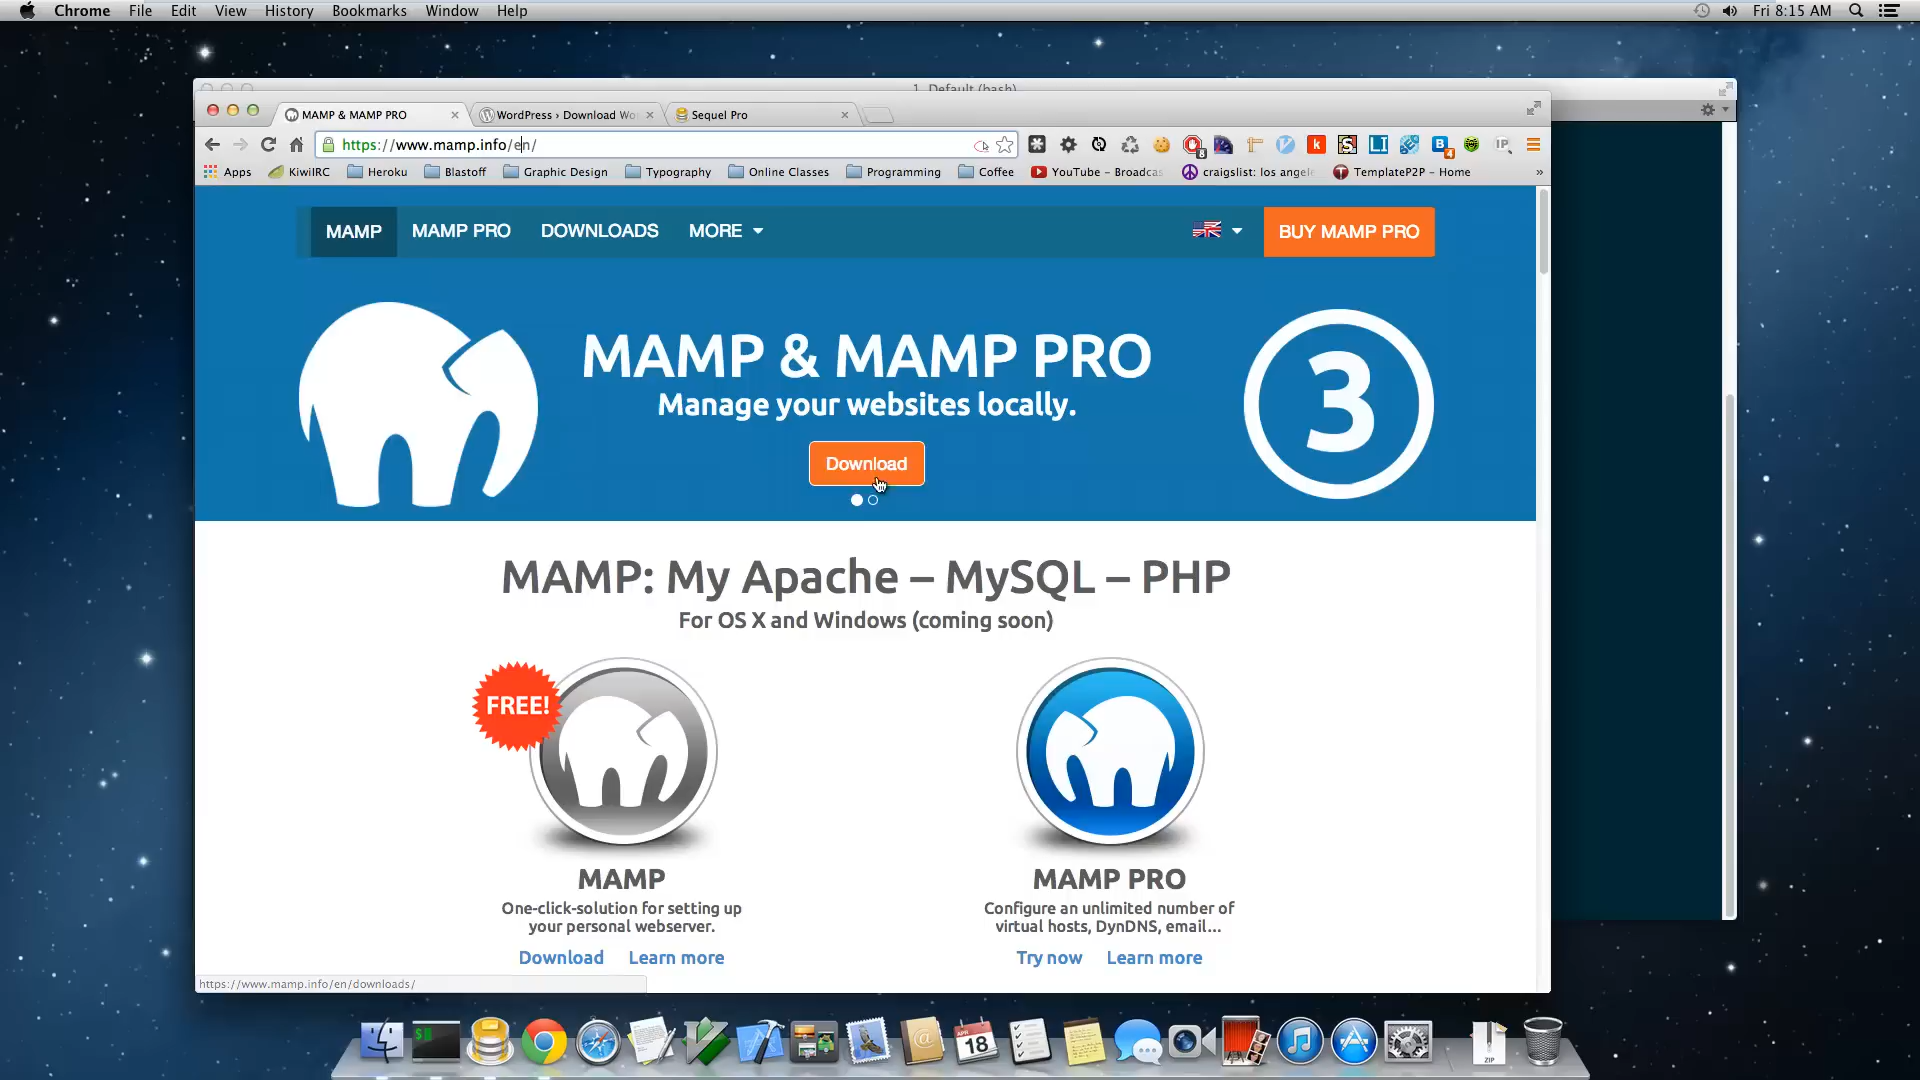 Chrome File Edit View History Bookmarks Window Help
Fri 8:15 AM
1. Default (bash)
MAMP & MAMP PRO
WordPress › Download Wo
Sequel Pro
https://www.mamp.info/en/
Apps KiwiIRC Heroku Blastoff Graphic Design Typography Online Classes Programming Coffee YouTube - Broadcas craigslist: los angele TemplateP2P - Home »
MAMP MAMP PRO DOWNLOADS MORE
BUY MAMP PRO
MAMP & MAMP PRO
Manage your websites locally.
Download
3
MAMP: My Apache – MySQL – PHP
For OS X and Windows (coming soon)
FREE!
MAMP
One-click-solution for setting up
your personal webserver.
Download Learn more
MAMP PRO
Configure an unlimited number of
virtual hosts, DynDNS, email...
Try now Learn more
https://www.mamp.info/en/downloads/
APR
18
ZIP